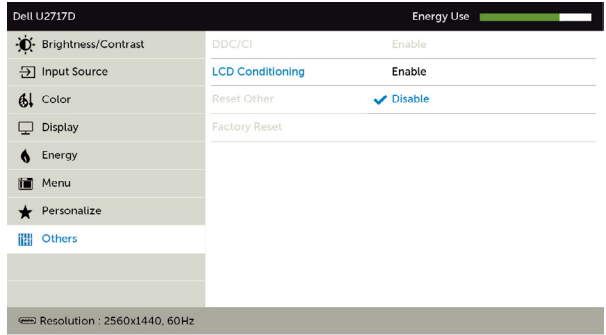 Dell U2717D Energy Use
Brightness/Contrast DDC/CI Enable
Input Source LCD Conditioning Enable
Color Reset Other Disable
Display Factory Reset
Energy
Menu
Personalize
Others
Resolution : 2560x1440, 60Hz